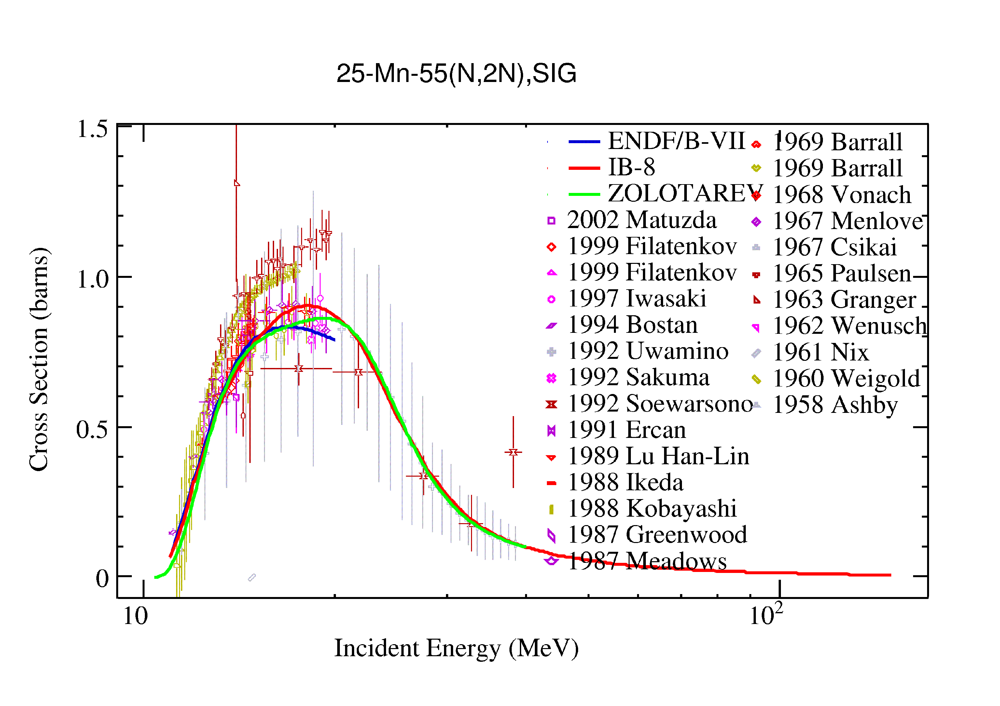 25-Mn-55(N,2N),SIG
1.5
1.0
0.5
0
Cross Section (barns)
10
10²
Incident Energy (MeV)
ENDF/B-VII
IB-8
ZOLOTAREV
2002 Matuzda
1999 Filatenkov
1999 Filatenkov
1997 Iwasaki
1994 Bostan
1992 Uwamino
1992 Sakuma
1992 Soewarsono
1991 Ercan
1989 Lu Han-Lin
1988 Ikeda
1988 Kobayashi
1987 Greenwood
1987 Meadows
1969 Barrall
1969 Barrall
1968 Vonach
1967 Menlove
1967 Csikai
1965 Paulsen
1963 Granger
1962 Wenusch
1961 Nix
1960 Weigold
1958 Ashby